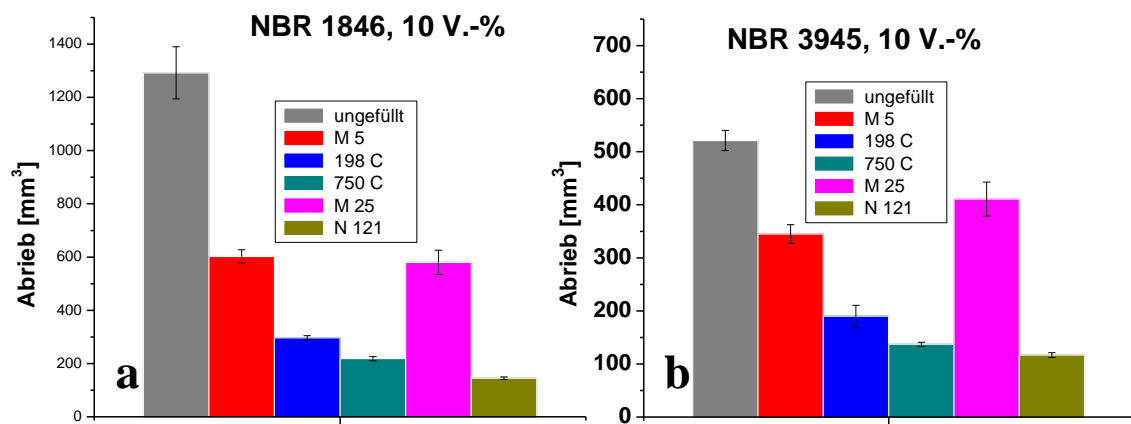 NBR 1846, 10 V.-%
Abrieb [mm³]
1400
1200
1000
800
600
400
200
0
ungefüllt
M 5
198 C
750 C
M 25
N 121
a
NBR 3945, 10 V.-%
Abrieb [mm³]
700
600
500
400
300
200
100
0
ungefüllt
M 5
198 C
750 C
M 25
N 121
b